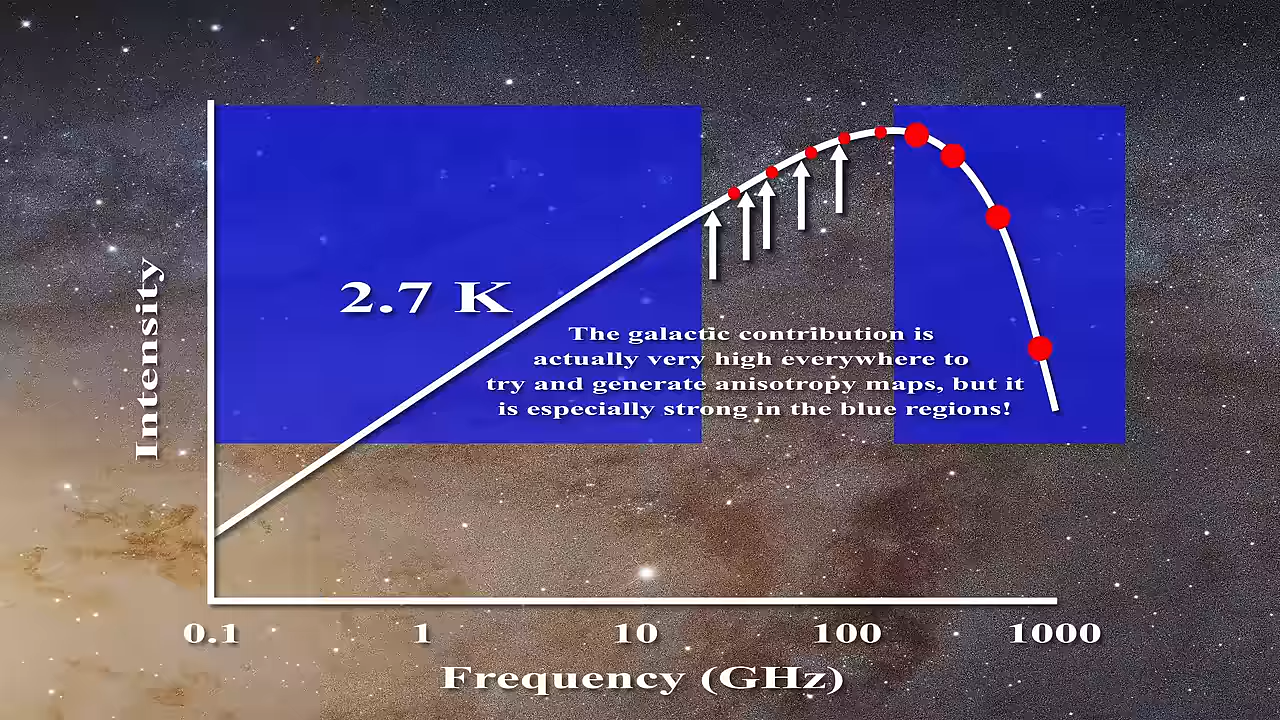 2.7 K
The galactic contribution is
actually very high everywhere to
try and generate anisotropy maps, but it
is especially strong in the blue regions!
Intensity
0.1 1 10 100 1000
Frequency (GHz)